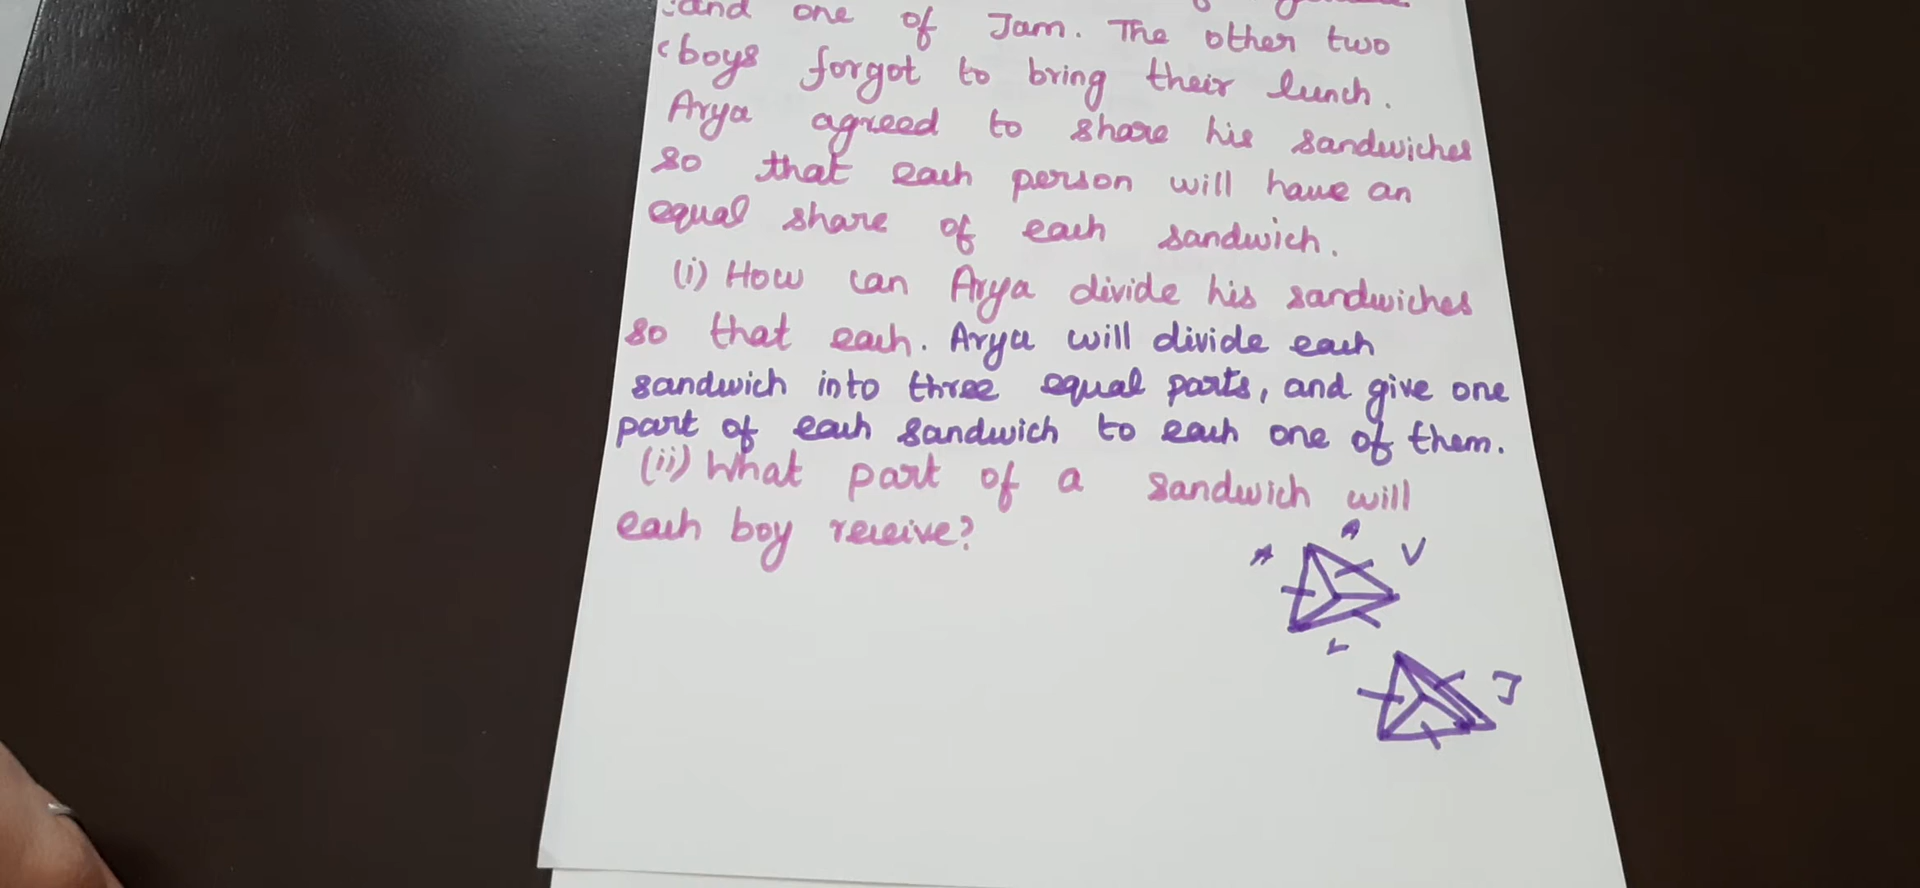 and one of Jam. The other two
boys forgot to bring their lunch.
Arya agreed to share his sandwiches
so that each person will have an
equal share of each sandwich.
(i) How can Arya divide his sandwiches
so that each. Arya will divide each
sandwich into three equal parts, and give one
part of each sandwich to each one of them.
(ii) What part of a sandwich will
each boy receive?
A
A V
J